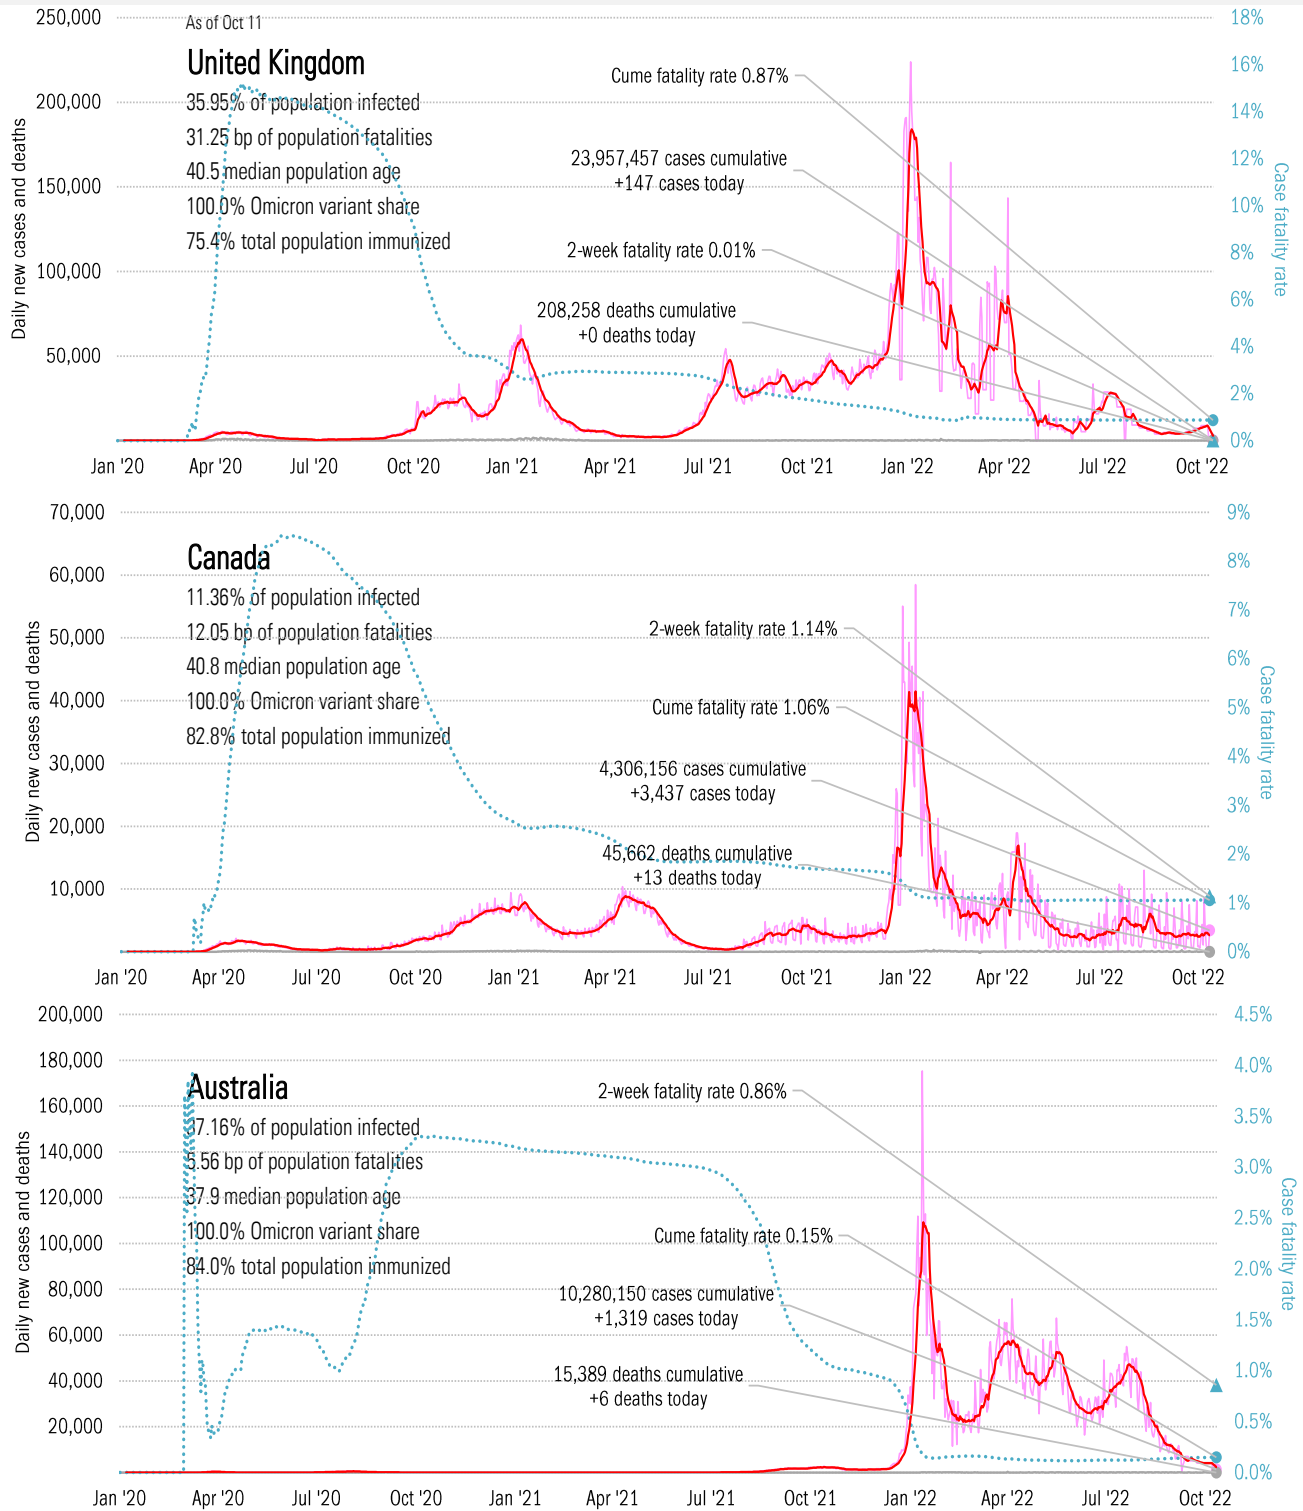 As of Oct 11
United Kingdom
35.95% of population infected
31.25 bp of population fatalities
40.5 median population age
100.0% Omicron variant share
75.4% total population immunized
Daily new cases and deaths
250,000
200,000
150,000
100,000
50,000
Cume fatality rate 0.87%
23,957,457 cases cumulative
+147 cases today
2-week fatality rate 0.01%
208,258 deaths cumulative
+0 deaths today
18%
16%
14%
12%
10%
8%
6%
4%
2%
0%
Case fatality rate
Jan '20 Apr '20 Jul '20 Oct '20 Jan '21 Apr '21 Jul '21 Oct '21 Jan '22 Apr '22 Jul '22 Oct '22
Canada
11.36% of population infected
12.05 bp of population fatalities
40.8 median population age
100.0% Omicron variant share
82.8% total population immunized
Daily new cases and deaths
70,000
60,000
50,000
40,000
30,000
20,000
10,000
2-week fatality rate 1.14%
Cume fatality rate 1.06%
4,306,156 cases cumulative
+3,437 cases today
45,662 deaths cumulative
+13 deaths today
9%
8%
7%
6%
5%
4%
3%
2%
1%
0%
Case fatality rate
Jan '20 Apr '20 Jul '20 Oct '20 Jan '21 Apr '21 Jul '21 Oct '21 Jan '22 Apr '22 Jul '22 Oct '22
Australia
37.16% of population infected
5.56 bp of population fatalities
37.9 median population age
100.0% Omicron variant share
84.0% total population immunized
Daily new cases and deaths
200,000
180,000
160,000
140,000
120,000
100,000
80,000
60,000
40,000
20,000
2-week fatality rate 0.86%
Cume fatality rate 0.15%
10,280,150 cases cumulative
+1,319 cases today
15,389 deaths cumulative
+6 deaths today
4.5%
4.0%
3.5%
3.0%
2.5%
2.0%
1.5%
1.0%
0.5%
0.0%
Case fatality rate
Jan '20 Apr '20 Jul '20 Oct '20 Jan '21 Apr '21 Jul '21 Oct '21 Jan '22 Apr '22 Jul '22 Oct '22